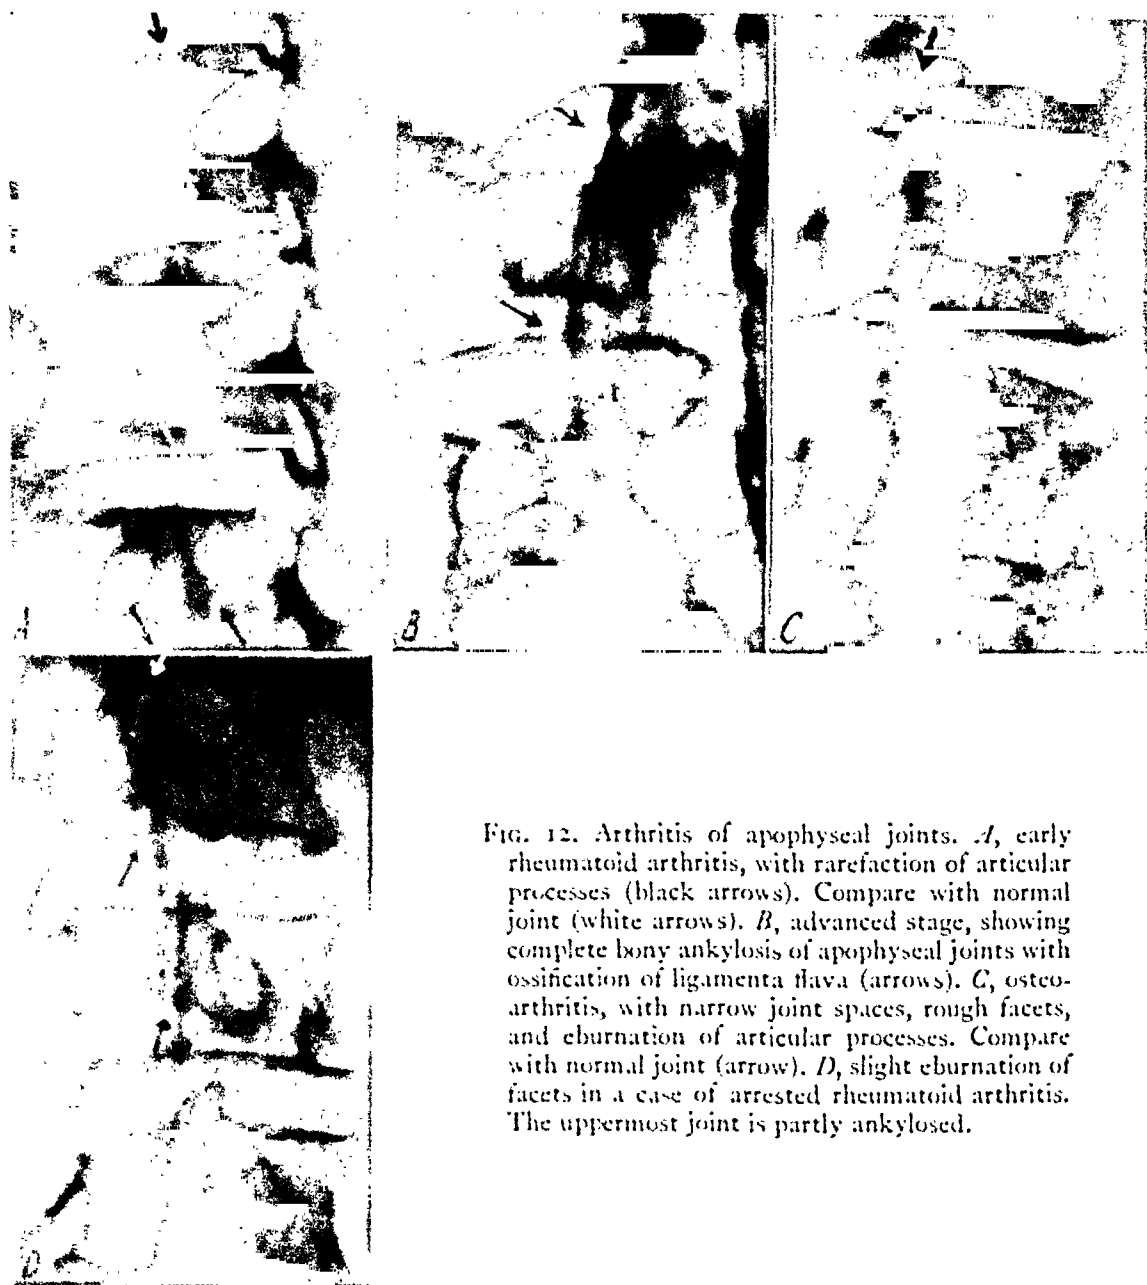 B
C
D
FIG. 12. Arthritis of apophyseal joints. A, early
rheumatoid arthritis, with rarefaction of articular
processes (black arrows). Compare with normal
joint (white arrows). B, advanced stage, showing
complete bony ankylosis of apophyseal joints with
ossification of ligamenta flava (arrows). C, osteo-
arthritis, with narrow joint spaces, rough facets,
and eburnation of articular processes. Compare
with normal joint (arrow). D, slight eburnation of
facets in a case of arrested rheumatoid arthritis.
The uppermost joint is partly ankylosed.